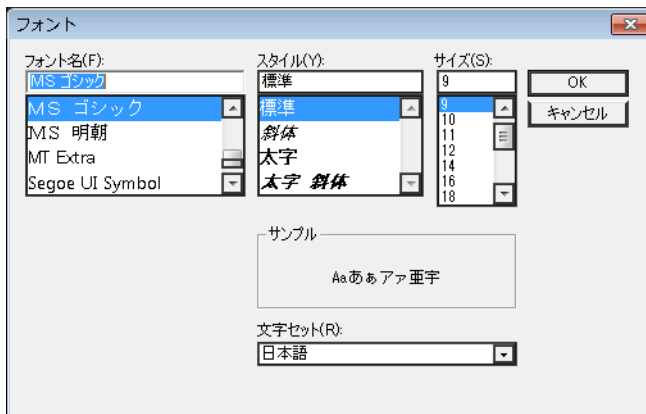 フォント
フォント名(F):
MS ゴシック
MS ゴシック
MS 明朝
MT Extra
Segoe UI Symbol
スタイル(Y):
標準
標準
斜体
太字
太字 斜体
サイズ(S):
9
9
10
11
12
14
16
18
OK
キャンセル
サンプル
Aaあぁアァ亜宇
文字セット(R):
日本語